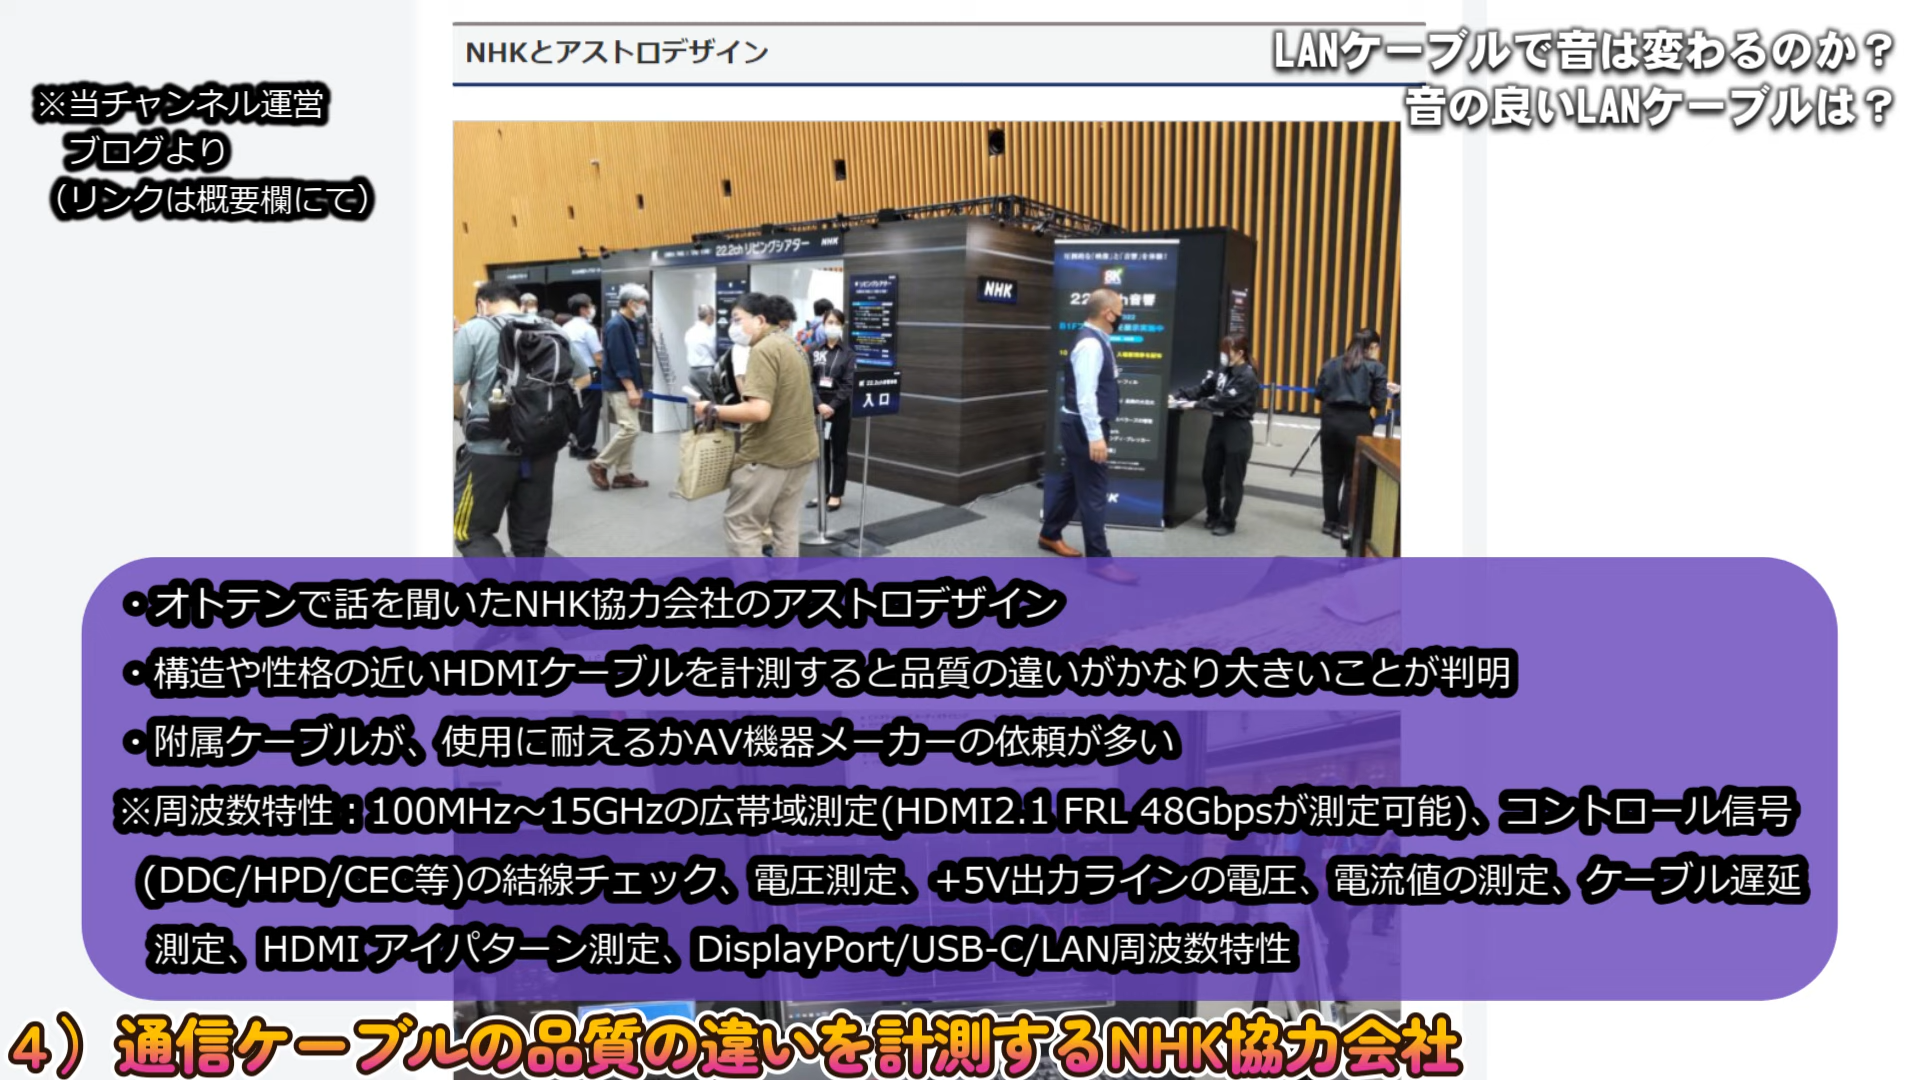 NHKとアストロデザイン
LANケーブルで音は変わるのか？
音の良いLANケーブルは？
※当チャンネル運営
ブログより
（リンクは概要欄にて）
22.2ch リビングシアター NHK
NHK
8K
入口
・オトテンで話を聞いたNHK協力会社のアストロデザイン
・構造や性格の近いHDMIケーブルを計測すると品質の違いがかなり大きいことが判明
・附属ケーブルが、使用に耐えるかAV機器メーカーの依頼が多い
※周波数特性：100MHz～15GHzの広帯域測定(HDMI2.1 FRL 48Gbpsが測定可能)、コントロール信号
(DDC/HPD/CEC等)の結線チェック、電圧測定、+5V出力ラインの電圧、電流値の測定、ケーブル遅延
測定、HDMI アイパターン測定、DisplayPort/USB-C/LAN周波数特性
４）通信ケーブルの品質の違いを計測するNHK協力会社